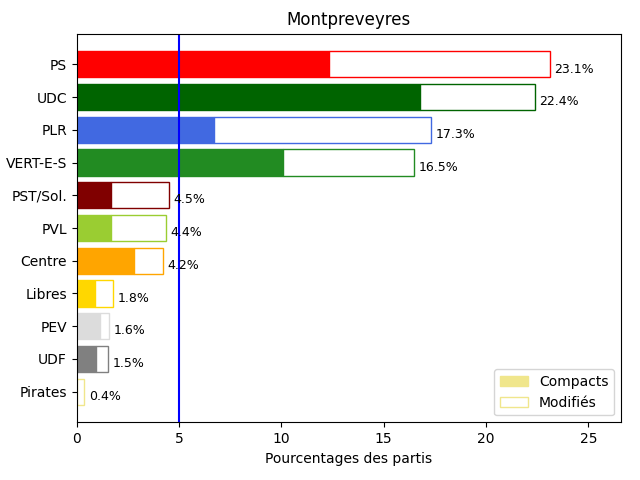 Montpreveyres
PS 23.1%
UDC 22.4%
PLR 17.3%
VERT-E-S 16.5%
PST/Sol. 4.5%
PVL 4.4%
Centre 4.2%
Libres 1.8%
PEV 1.6%
UDF 1.5%
Pirates 0.4%
Compacts
Modifiés
0 5 10 15 20 25
Pourcentages des partis